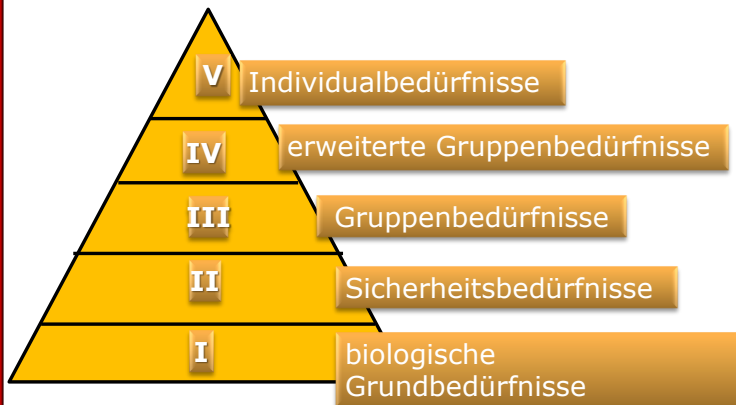 V
Individualbedürfnisse
IV
erweiterte Gruppenbedürfnisse
III
Gruppenbedürfnisse
II
Sicherheitsbedürfnisse
I
biologische
Grundbedürfnisse